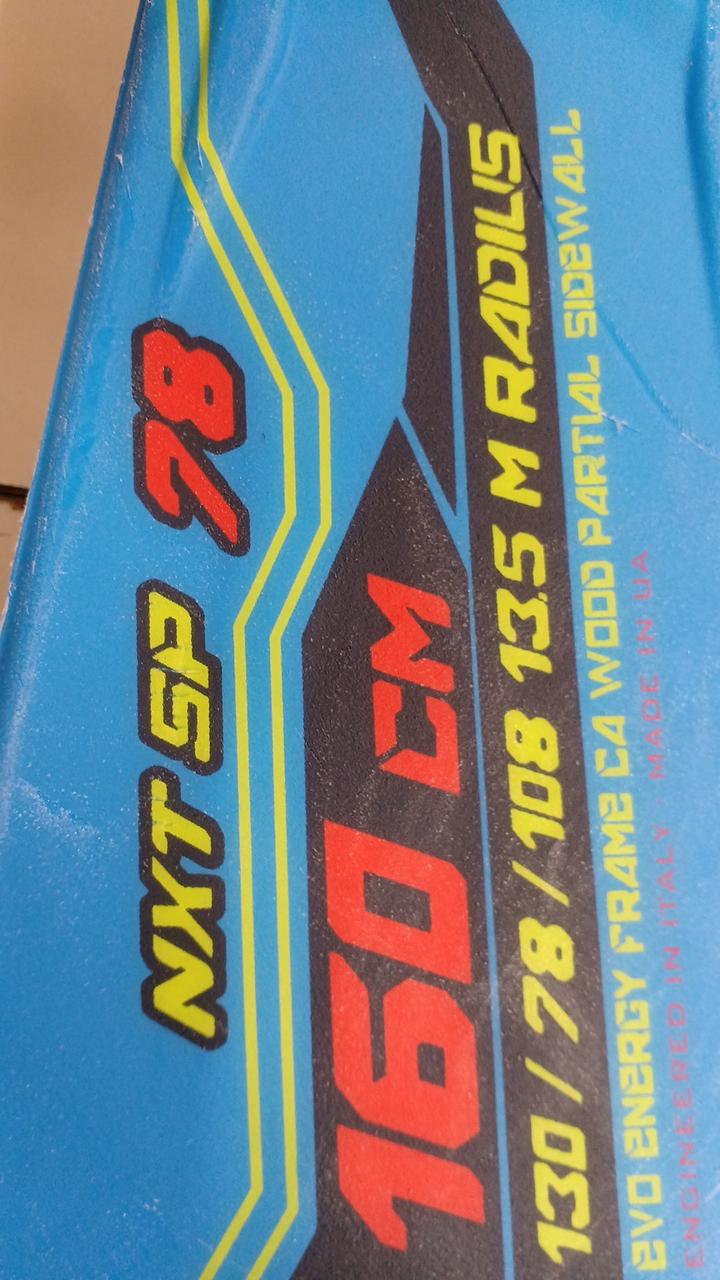 NXT SP 78
160 CM
130 / 78 / 108 13.5 M RADIUS
EVO ENERGY FRAME CA WOOD PARTIAL SIDEWALL
ENGINEERED IN ITALY · MADE IN UA